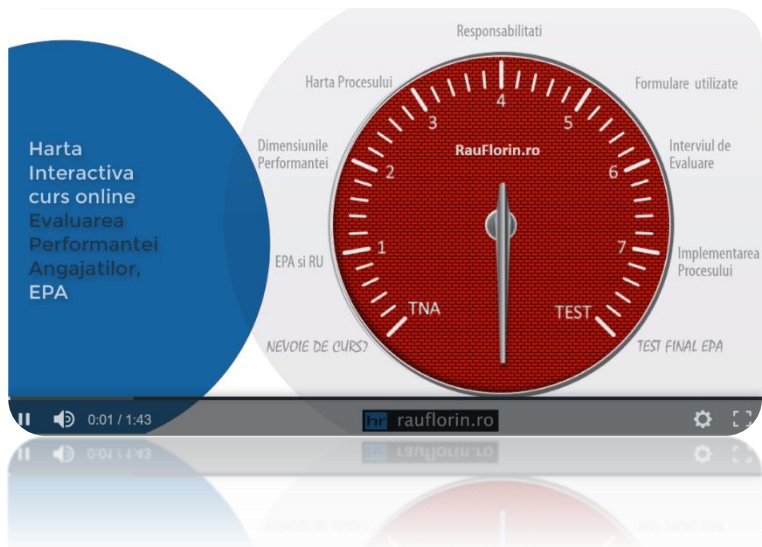 Harta
Interactiva
curs online
Evaluarea
Performantei
Angajatilor,
EPA
Responsabilitati
Harta Procesului
Formulare utilizate
Dimensiunile
Performantei
Interviul de
Evaluare
EPA si RU
Implementarea
Procesului
NEVOIE DE CURS?
TEST FINAL EPA
RauFlorin.ro
TNA
1
2
3
4
5
6
7
TEST
0:01 / 1:43
hr rauflorin.ro